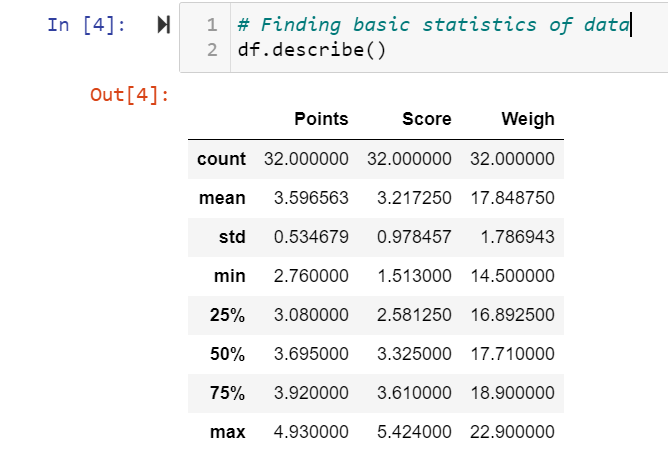 In [4]: 1 # Finding basic statistics of data
2 df.describe()
Out[4]:
Points Score Weigh
count 32.000000 32.000000 32.000000
mean 3.596563 3.217250 17.848750
std 0.534679 0.978457 1.786943
min 2.760000 1.513000 14.500000
25% 3.080000 2.581250 16.892500
50% 3.695000 3.325000 17.710000
75% 3.920000 3.610000 18.900000
max 4.930000 5.424000 22.900000